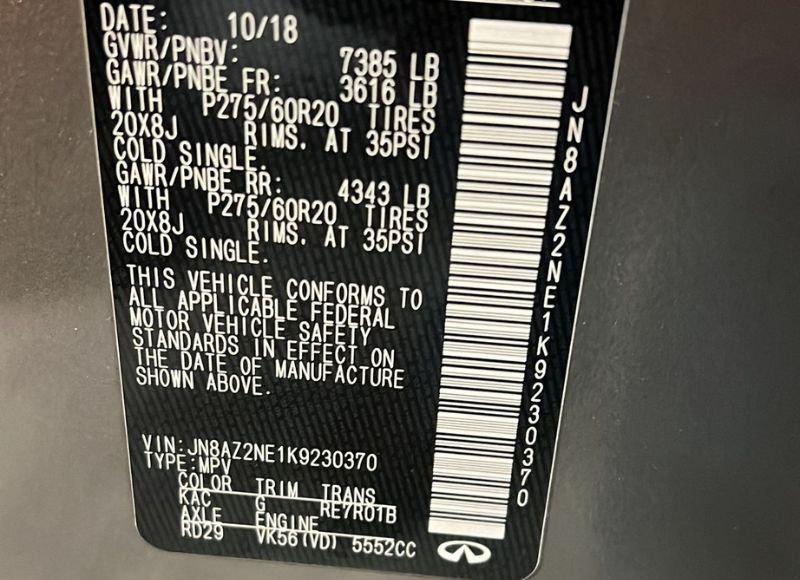 DATE: 10/18
GVWR/PNBV: 7385 LB
GAWR/PNBE FR: 3616 LB
WITH P275/60R20 TIRES
20X8J RIMS. AT 35PSI
COLD SINGLE.
GAWR/PNBE RR: 4343 LB
WITH P275/60R20 TIRES
20X8J RIMS. AT 35PSI
COLD SINGLE.
THIS VEHICLE CONFORMS TO
ALL APPLICABLE FEDERAL
MOTOR VEHICLE SAFETY
STANDARDS IN EFFECT ON
THE DATE OF MANUFACTURE
SHOWN ABOVE.
VIN:JN8AZ2NE1K9230370
TYPE:MPV
COLOR TRIM TRANS
KAC G RE7R01B
AXLE ENGINE
RD29 VK56(VD) 5552CC
JN8AZ2NE1K9230370